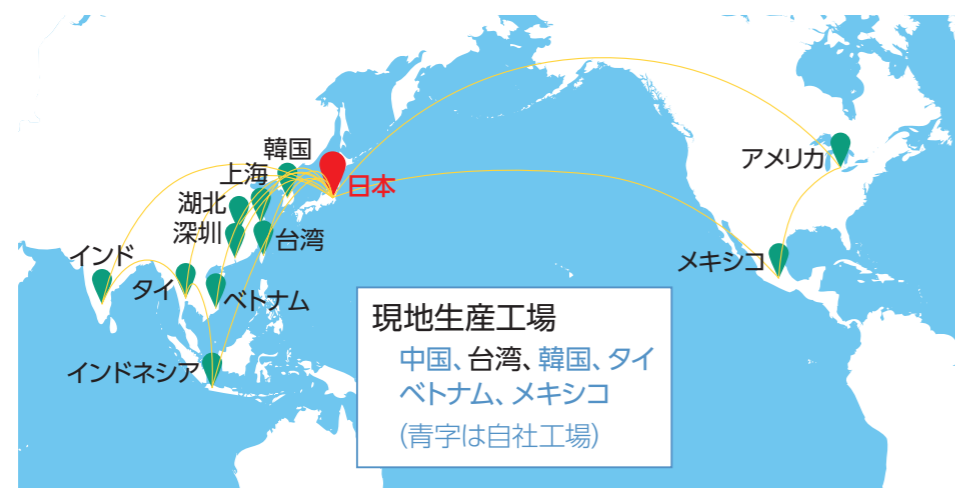 韓国
上海
日本
湖北
深圳
台湾
インド
タイ
ベトナム
インドネシア
アメリカ
メキシコ
現地生産工場
中国、台湾、韓国、タイ
ベトナム、メキシコ
(青字は自社工場)